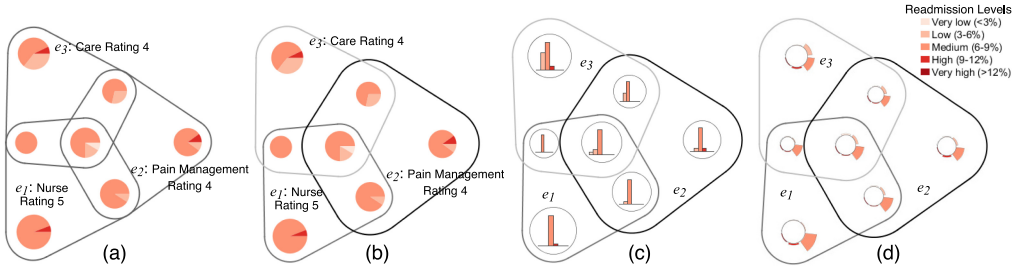 e3: Care Rating 4
e2: Pain Management
Rating 4
e1: Nurse
Rating 5
(a)
e3: Care Rating 4
e1: Nurse
Rating 5
e2: Pain Management
Rating 4
(b)
e3
e1
e2
(c)
e3
e1
e2
(d)
Readmission Levels
Very low (<3%)
Low (3-6%)
Medium (6-9%)
High (9-12%)
Very high (>12%)